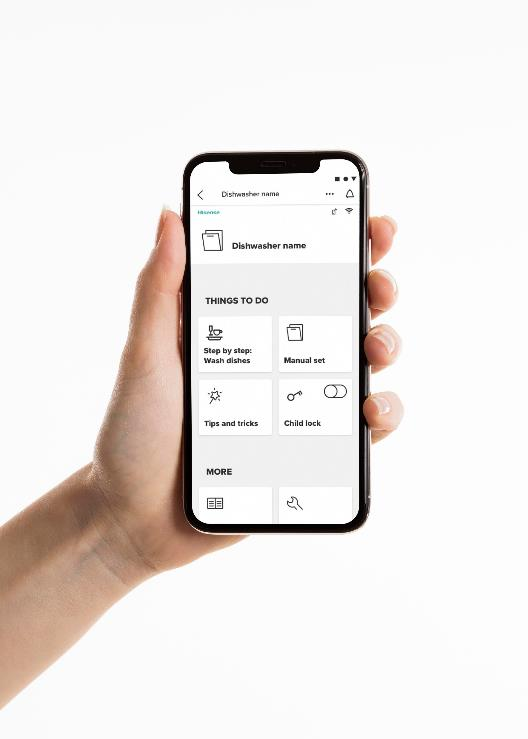 Dishwasher name
Hisense
Dishwasher name
THINGS TO DO
Step by step:
Wash dishes
Manual set
Tips and tricks
Child lock
MORE